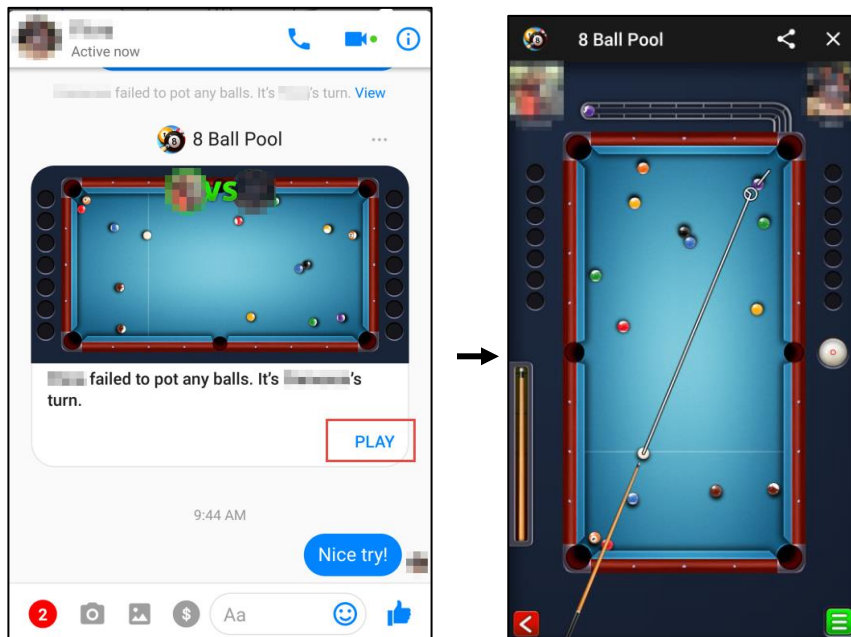 Active now
failed to pot any balls. It's 's turn. View
8 Ball Pool
vs
failed to pot any balls. It's 's
turn.
PLAY
9:44 AM
Nice try!
2
$
Aa
8 Ball Pool